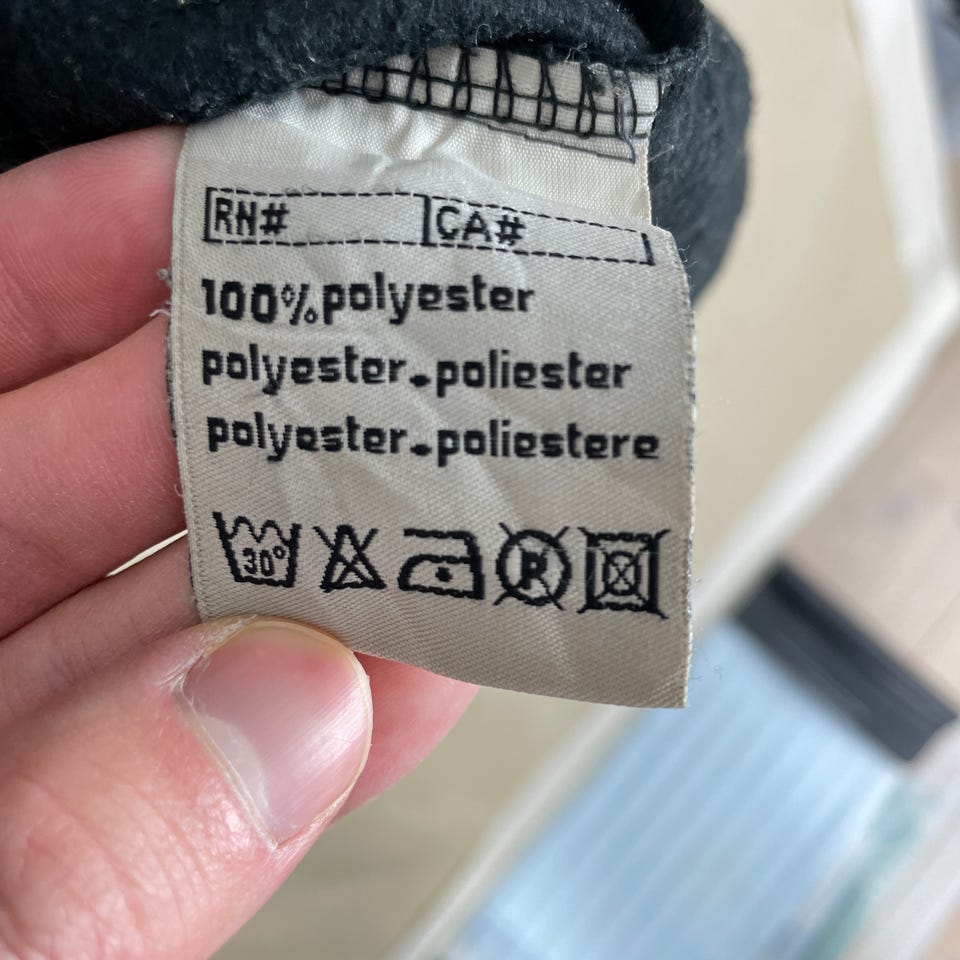 RN# CA#
100% polyester
polyester.poliester
polyester.poliestere
30° P